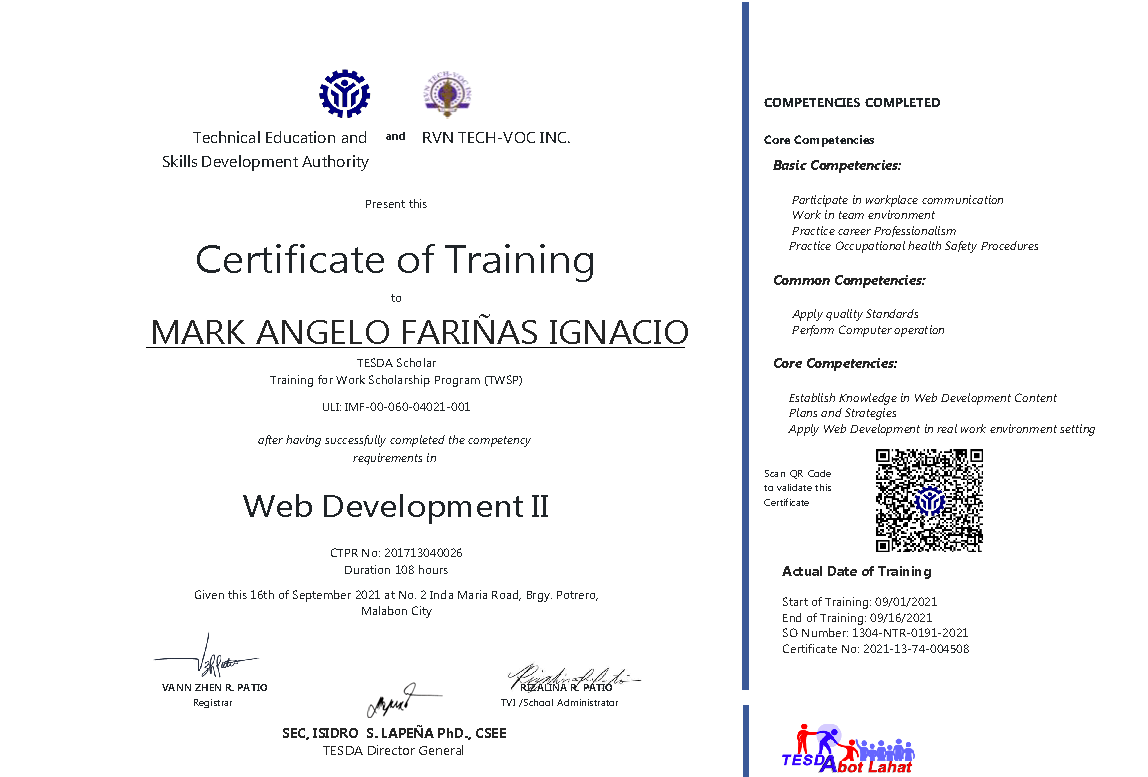 RVN TECH-VOC INC.
Technical Education and
Skills Development Authority
and
RVN TECH-VOC INC.
Present this
Certificate of Training
to
MARK ANGELO FARIÑAS IGNACIO
TESDA Scholar
Training for Work Scholarship Program (TWSP)
ULI: IMF-00-060-04021-001
after having successfully completed the competency
requirements in
Web Development II
CTPR No: 201713040026
Duration 108 hours
Given this 16th of September 2021 at No. 2 Inda Maria Road, Brgy. Potrero,
Malabon City
VANN ZHEN R. PATIO
Registrar
RIZALINA R. PATIO
TVI /School Administrator
SEC, ISIDRO S. LAPEÑA PhD., CSEE
TESDA Director General
COMPETENCIES COMPLETED
Core Competencies
Basic Competencies:
Participate in workplace communication
Work in team environment
Practice career Professionalism
Practice Occupational health Safety Procedures
Common Competencies:
Apply quality Standards
Perform Computer operation
Core Competencies:
Establish Knowledge in Web Development Content
Plans and Strategies
Apply Web Development in real work environment setting
Scan QR Code
to validate this
Certificate
Actual Date of Training
Start of Training: 09/01/2021
End of Training: 09/16/2021
SO Number: 1304-NTR-0191-2021
Certificate No: 2021-13-74-004508
TESDA Abot Lahat